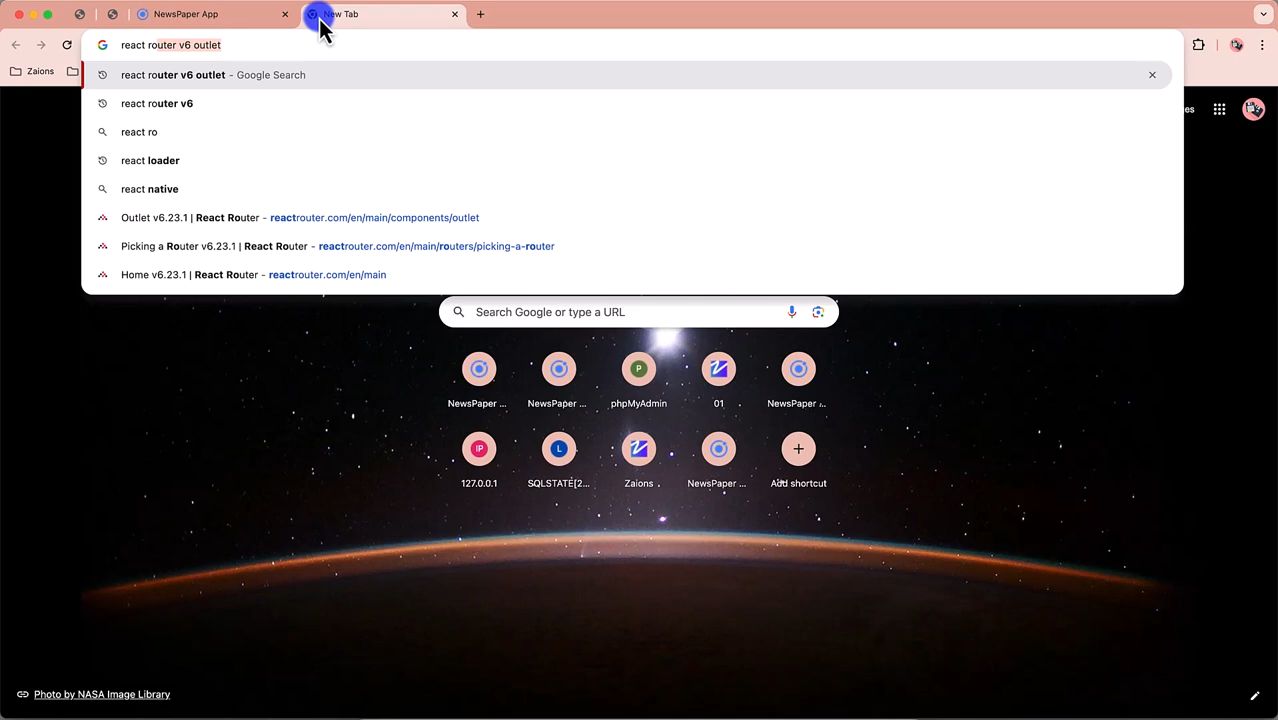 NewsPaper App
New Tab
react router v6 outlet
Zaions
react router v6 outlet – Google Search
react router v6
react ro
react loader
react native
Outlet v6.23.1 | React Router – reactrouter.com/en/main/components/outlet
Picking a Router v6.23.1 | React Router – reactrouter.com/en/main/routers/picking-a-router
Home v6.23.1 | React Router – reactrouter.com/en/main
es
Search Google or type a URL
P
NewsPaper ... NewsPaper ... phpMyAdmin 01 NewsPaper ...
IP L
127.0.0.1 SQLSTATE[2... Zaions NewsPaper ... Add shortcut
Photo by NASA Image Library